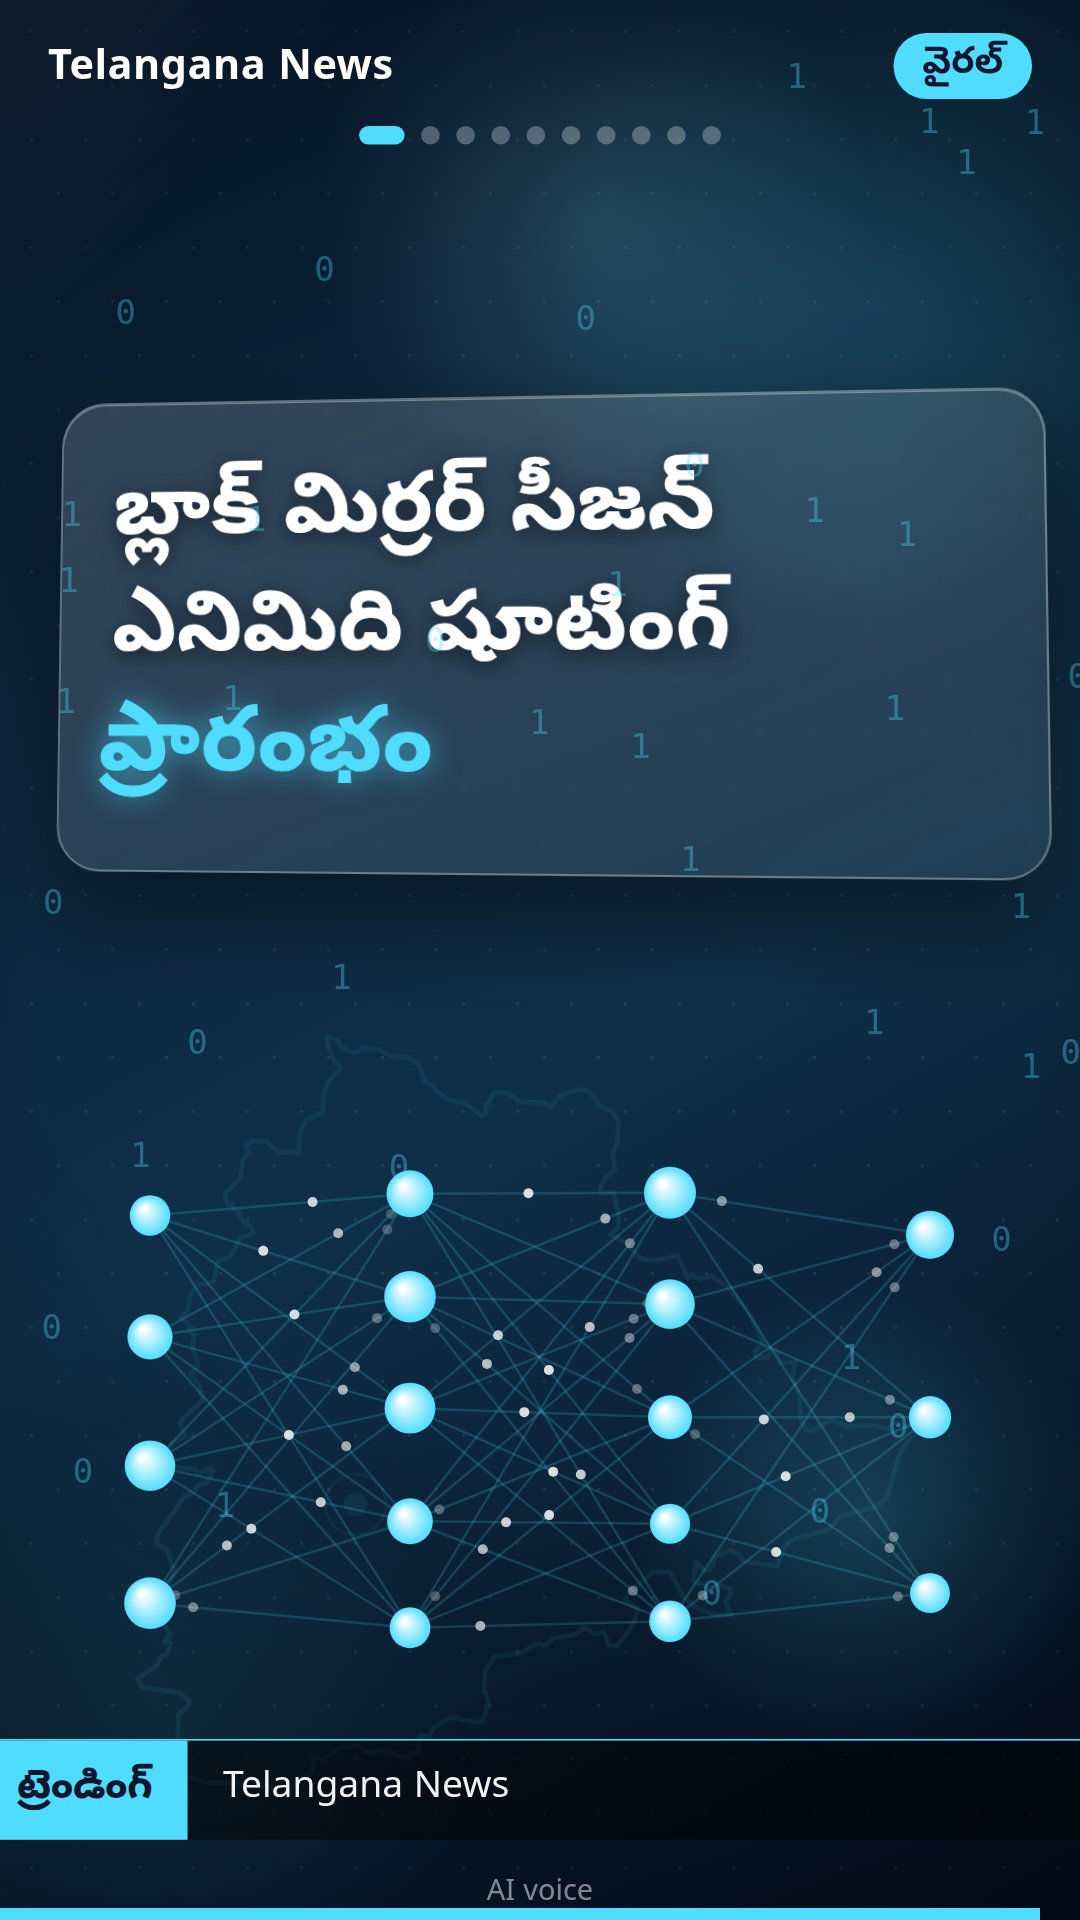 Telangana News
వైరల్
బ్లాక్ మిర్రర్ సీజన్
ఎనిమిది షూటింగ్
ప్రారంభం
ట్రెండింగ్
Telangana News
AI voice